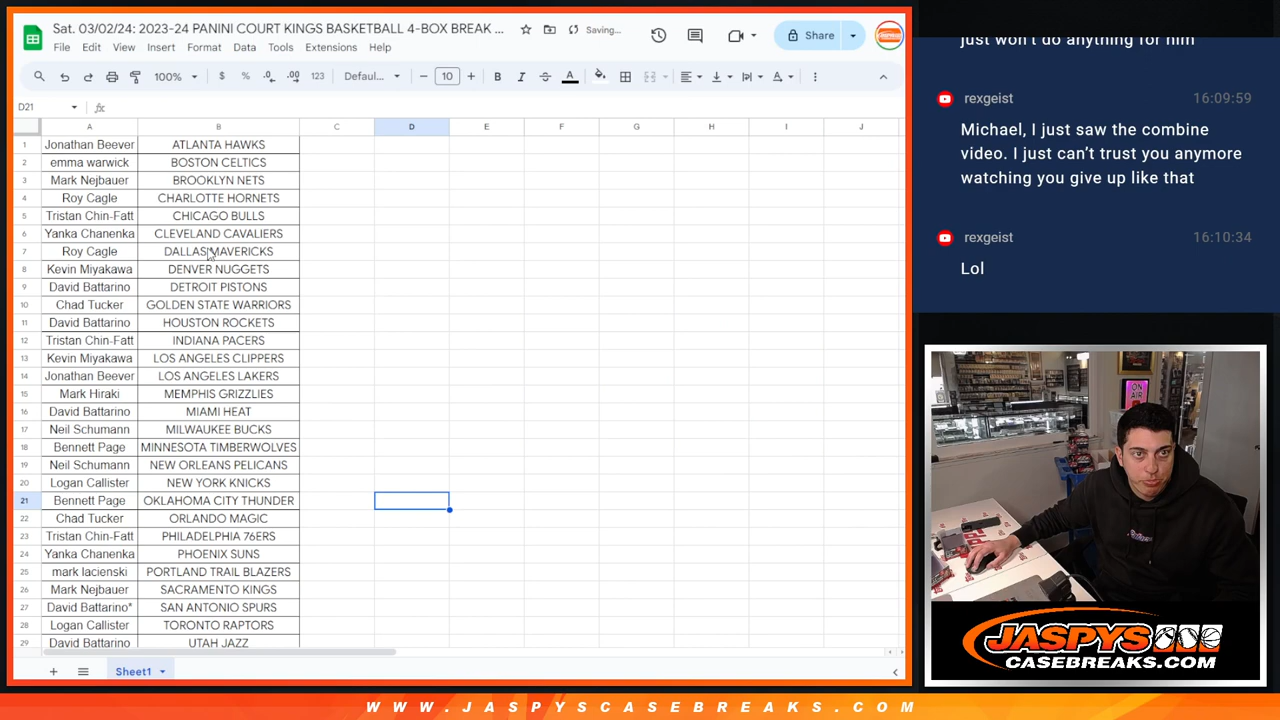 Sat. 03/02/24: 2023-24 PANINI COURT KINGS BASKETBALL 4-BOX BREAK ...
Saving...
Share
File Edit View Insert Format Data Tools Extensions Help
100% $ % .0 .00 123 Defaul... 10 B I A
D21 fx
A B C D E F G H I J
1 Jonathan Beever ATLANTA HAWKS
2 emma warwick BOSTON CELTICS
3 Mark Nejbauer BROOKLYN NETS
4 Roy Cagle CHARLOTTE HORNETS
5 Tristan Chin-Fatt CHICAGO BULLS
6 Yanka Chanenka CLEVELAND CAVALIERS
7 Roy Cagle DALLAS MAVERICKS
8 Kevin Miyakawa DENVER NUGGETS
9 David Battarino DETROIT PISTONS
10 Chad Tucker GOLDEN STATE WARRIORS
11 David Battarino HOUSTON ROCKETS
12 Tristan Chin-Fatt INDIANA PACERS
13 Kevin Miyakawa LOS ANGELES CLIPPERS
14 Jonathan Beever LOS ANGELES LAKERS
15 Mark Hiraki MEMPHIS GRIZZLIES
16 David Battarino MIAMI HEAT
17 Neil Schumann MILWAUKEE BUCKS
18 Bennett Page MINNESOTA TIMBERWOLVES
19 Neil Schumann NEW ORLEANS PELICANS
20 Logan Callister NEW YORK KNICKS
21 Bennett Page OKLAHOMA CITY THUNDER
22 Chad Tucker ORLANDO MAGIC
23 Tristan Chin-Fatt PHILADELPHIA 76ERS
24 Yanka Chanenka PHOENIX SUNS
25 mark lacienski PORTLAND TRAIL BLAZERS
26 Mark Nejbauer SACRAMENTO KINGS
27 David Battarino* SAN ANTONIO SPURS
28 Logan Callister TORONTO RAPTORS
29 David Battarino UTAH JAZZ
Sheet1
just won't do anything for him
rexgeist 16:09:59
Michael, I just saw the combine
video. I just can't trust you anymore
watching you give up like that
rexgeist 16:10:34
Lol
ON
AIR
JASPYS
CASEBREAKS.COM
WWW.JASPYSCASEBREAKS.COM